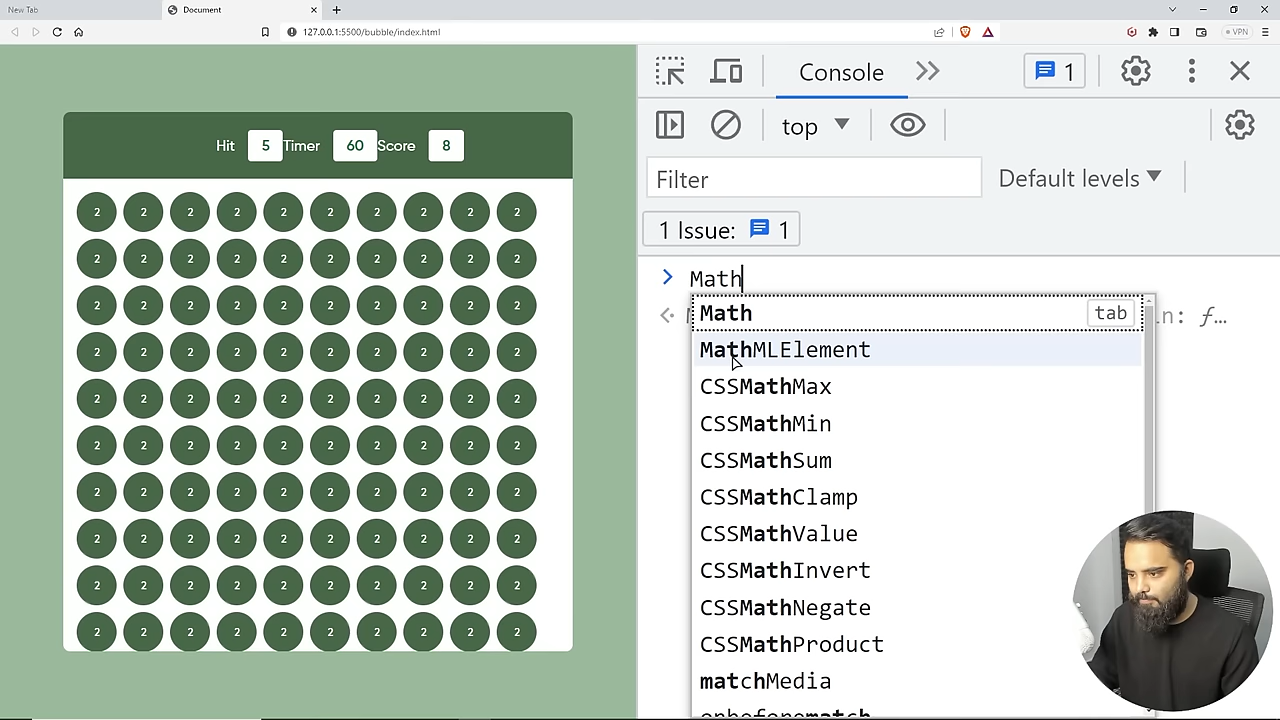 New Tab
Document
127.0.0.1:5500/bubble/index.html
VPN
Console
1
top
Filter
Default levels
1 Issue: 1
Hit 5 Timer 60 Score 8
2 2 2 2 2 2 2 2 2 2
2 2 2 2 2 2 2 2 2 2
2 2 2 2 2 2 2 2 2 2
2 2 2 2 2 2 2 2 2 2
2 2 2 2 2 2 2 2 2 2
2 2 2 2 2 2 2 2 2 2
2 2 2 2 2 2 2 2 2 2
2 2 2 2 2 2 2 2 2 2
2 2 2 2 2 2 2 2 2 2
2 2 2 2 2 2 2 2 2 2
Math
Math tab
MathMLElement
CSSMathMax
CSSMathMin
CSSMathSum
CSSMathClamp
CSSMathValue
CSSMathInvert
CSSMathNegate
CSSMathProduct
matchMedia